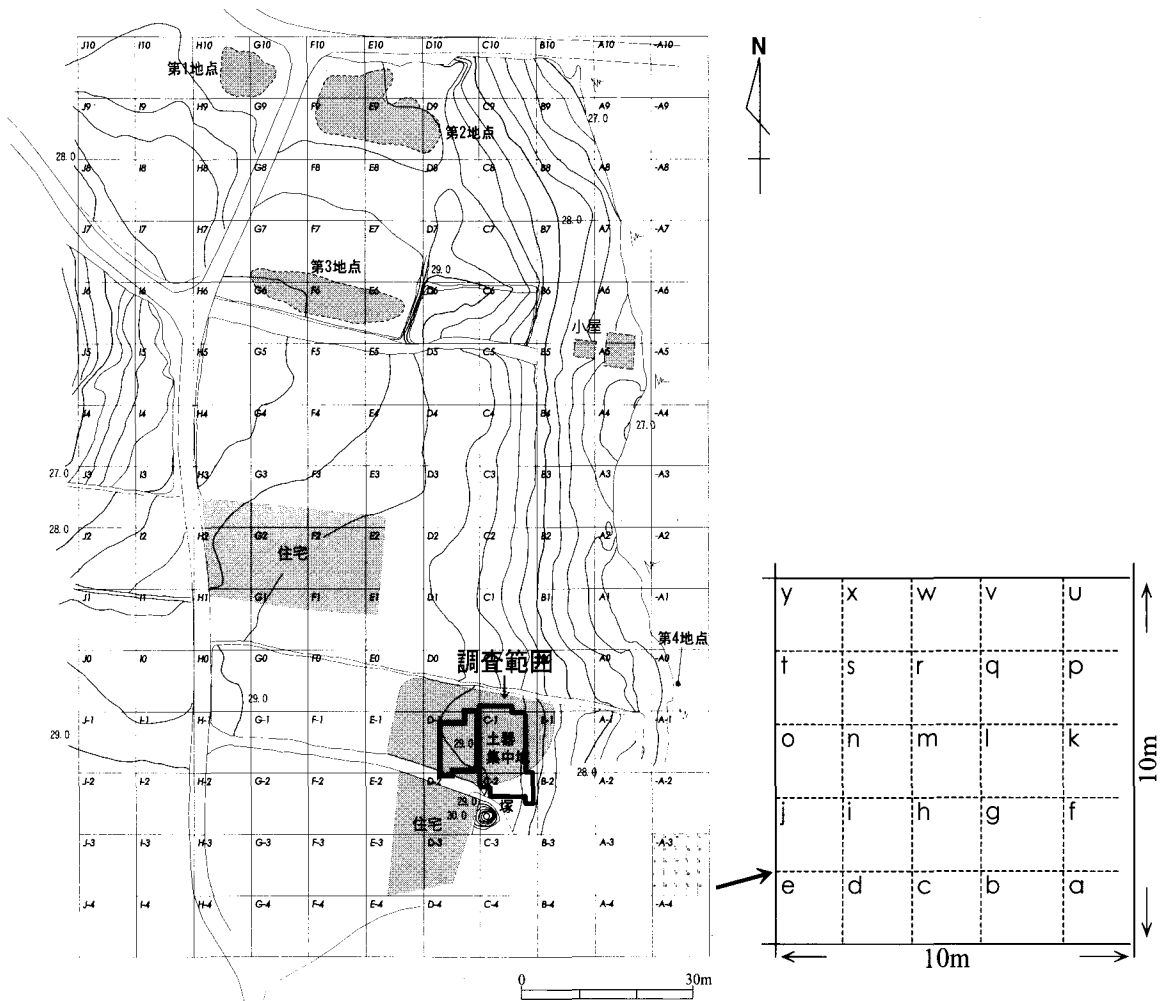 J10 I10 H10 G10 F10 E10 D10 C10 B10 A10 -A10
N
第1地点
27.0
J9 I9 H9 G9 F9 E9 D9 C9 B9 A9 -A9
第2地点
28.0
J8 I8 H8 G8 F8 E8 D8 C8 B8 A8 -A8
28.0
J7 I7 H7 G7 F7 E7 D7 C7 B7 A7 -A7
第3地点
29.0
J6 I6 H6 G6 F6 E6 C6 B6 A6 -A6
小屋
J5 I5 H5 G5 F5 E5 D5 C5 B5 A5 -A5
J4 I4 H4 G4 F4 E4 D4 C4 B4 A4 -A4
27.0
27.0
J3 I3 H3 G3 F3 E3 D3 C3 B3 A3 -A3
28.0
J2 I2 H2 G2 F2 E2 D2 C2 B2 A2 -A2
住宅
J1 I1 H1 G1 F1 E1 D1 C1 B1 A1 -A1
第4地点
J0 I0 H0 G0 F0 E0 D0 A0 -A0
調査範囲
29.0
J-1 I-1 H-1 G-1 F-1 E-1 D-1 C-1 B-1 A-1 -A-1
29.0
29.0
土器
集中地
28.0
J-2 I-2 H-2 G-2 F-2 E-2 D-2 C-2 B-2 A-2 -A-2
29.0
塚
30.0
住宅
J-3 I-3 H-3 G-3 F-3 E-3 D-3 C-3 B-3 A-3 -A-3
J-4 I-4 H-4 G-4 F-4 E-4 D-4 C-4 B-4 A-4 -A-4
0 30m
y x w v u
t s r q p
o n m l k
j i h g f
e d c b a
10m
10m